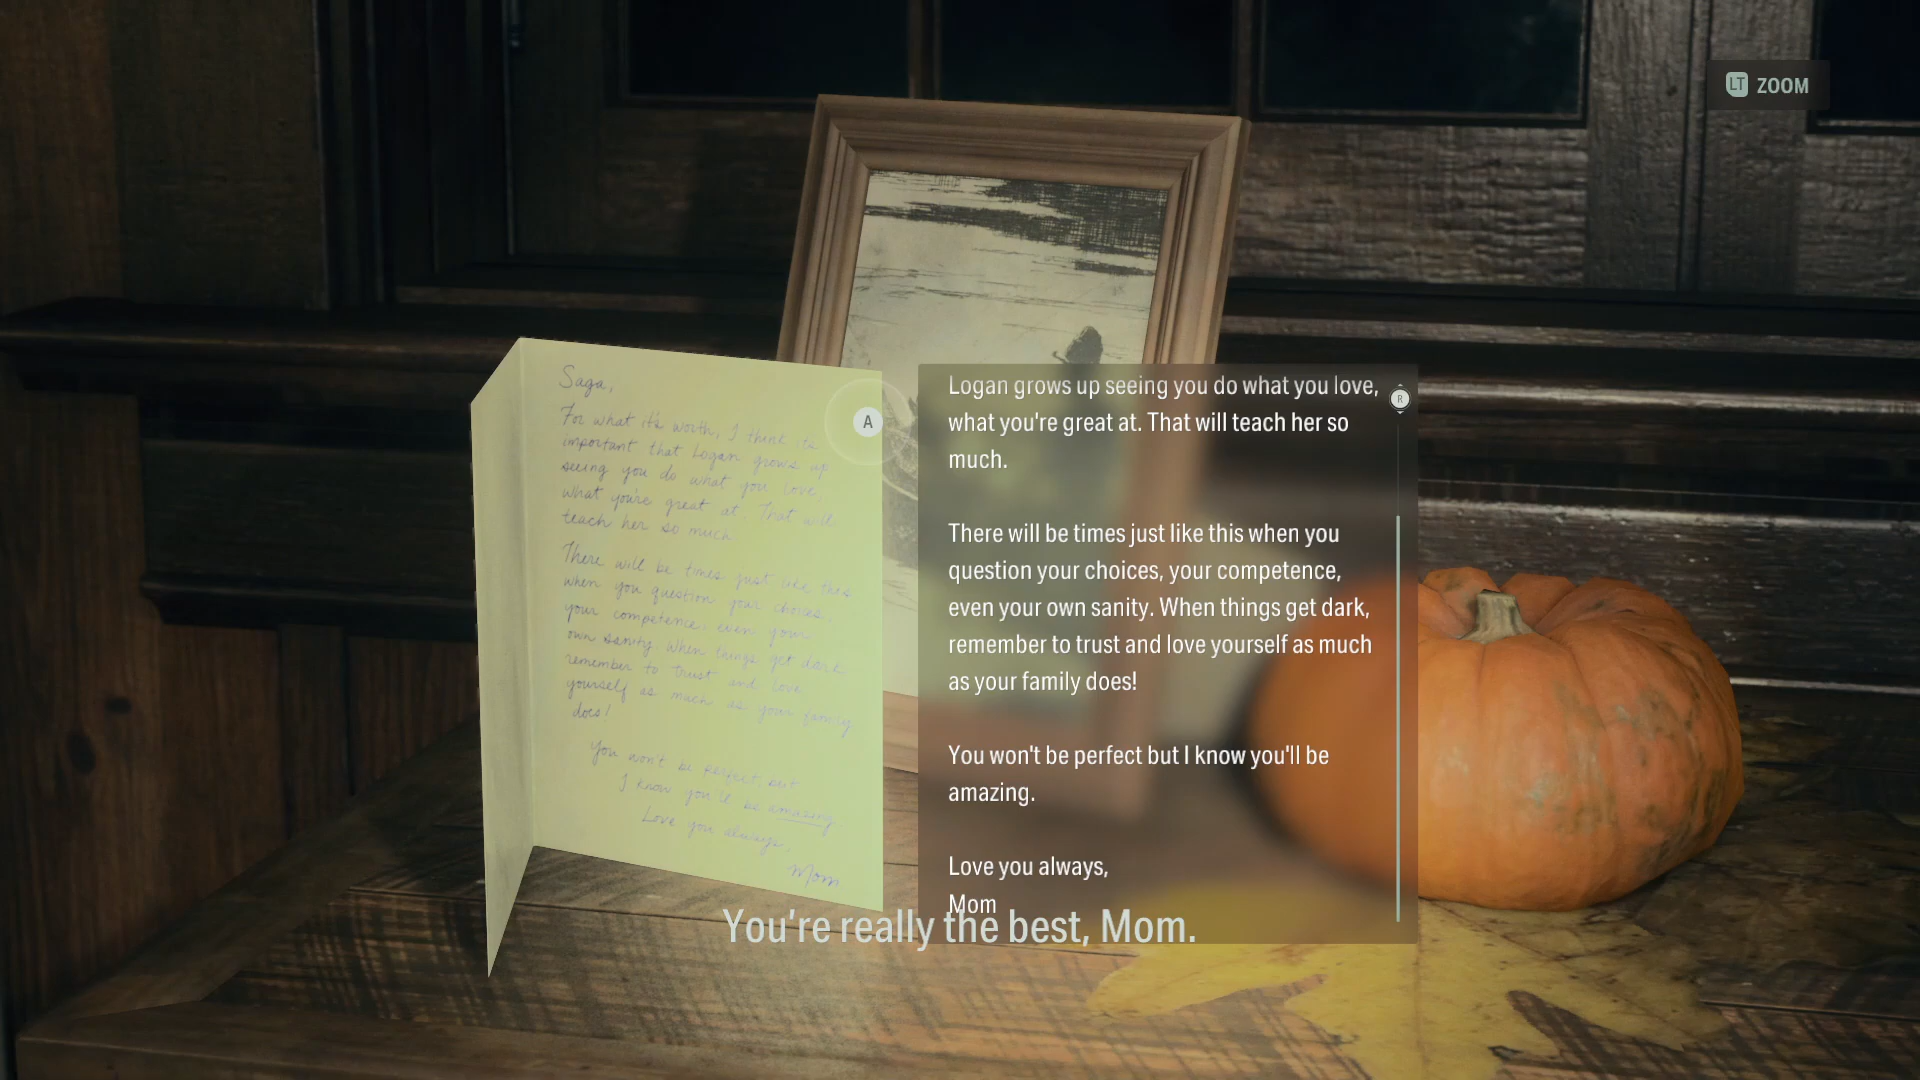 LT ZOOM
Saga,
For what it's worth, I think its
important that Logan grows up
seeing you do what you love,
what you're great at. That will
teach her so much.
There will be times just like this
when you question your choices,
your competence, even your
own sanity. When things get dark,
remember to trust and love
yourself as much as your family
does!
You won't be perfect but
I know you'll be amazing.
Love you always,
Mom
A
Logan grows up seeing you do what you love,
what you're great at. That will teach her so
much.
There will be times just like this when you
question your choices, your competence,
even your own sanity. When things get dark,
remember to trust and love yourself as much
as your family does!
You won't be perfect but I know you'll be
amazing.
Love you always,
Mom
R
You're really the best, Mom.